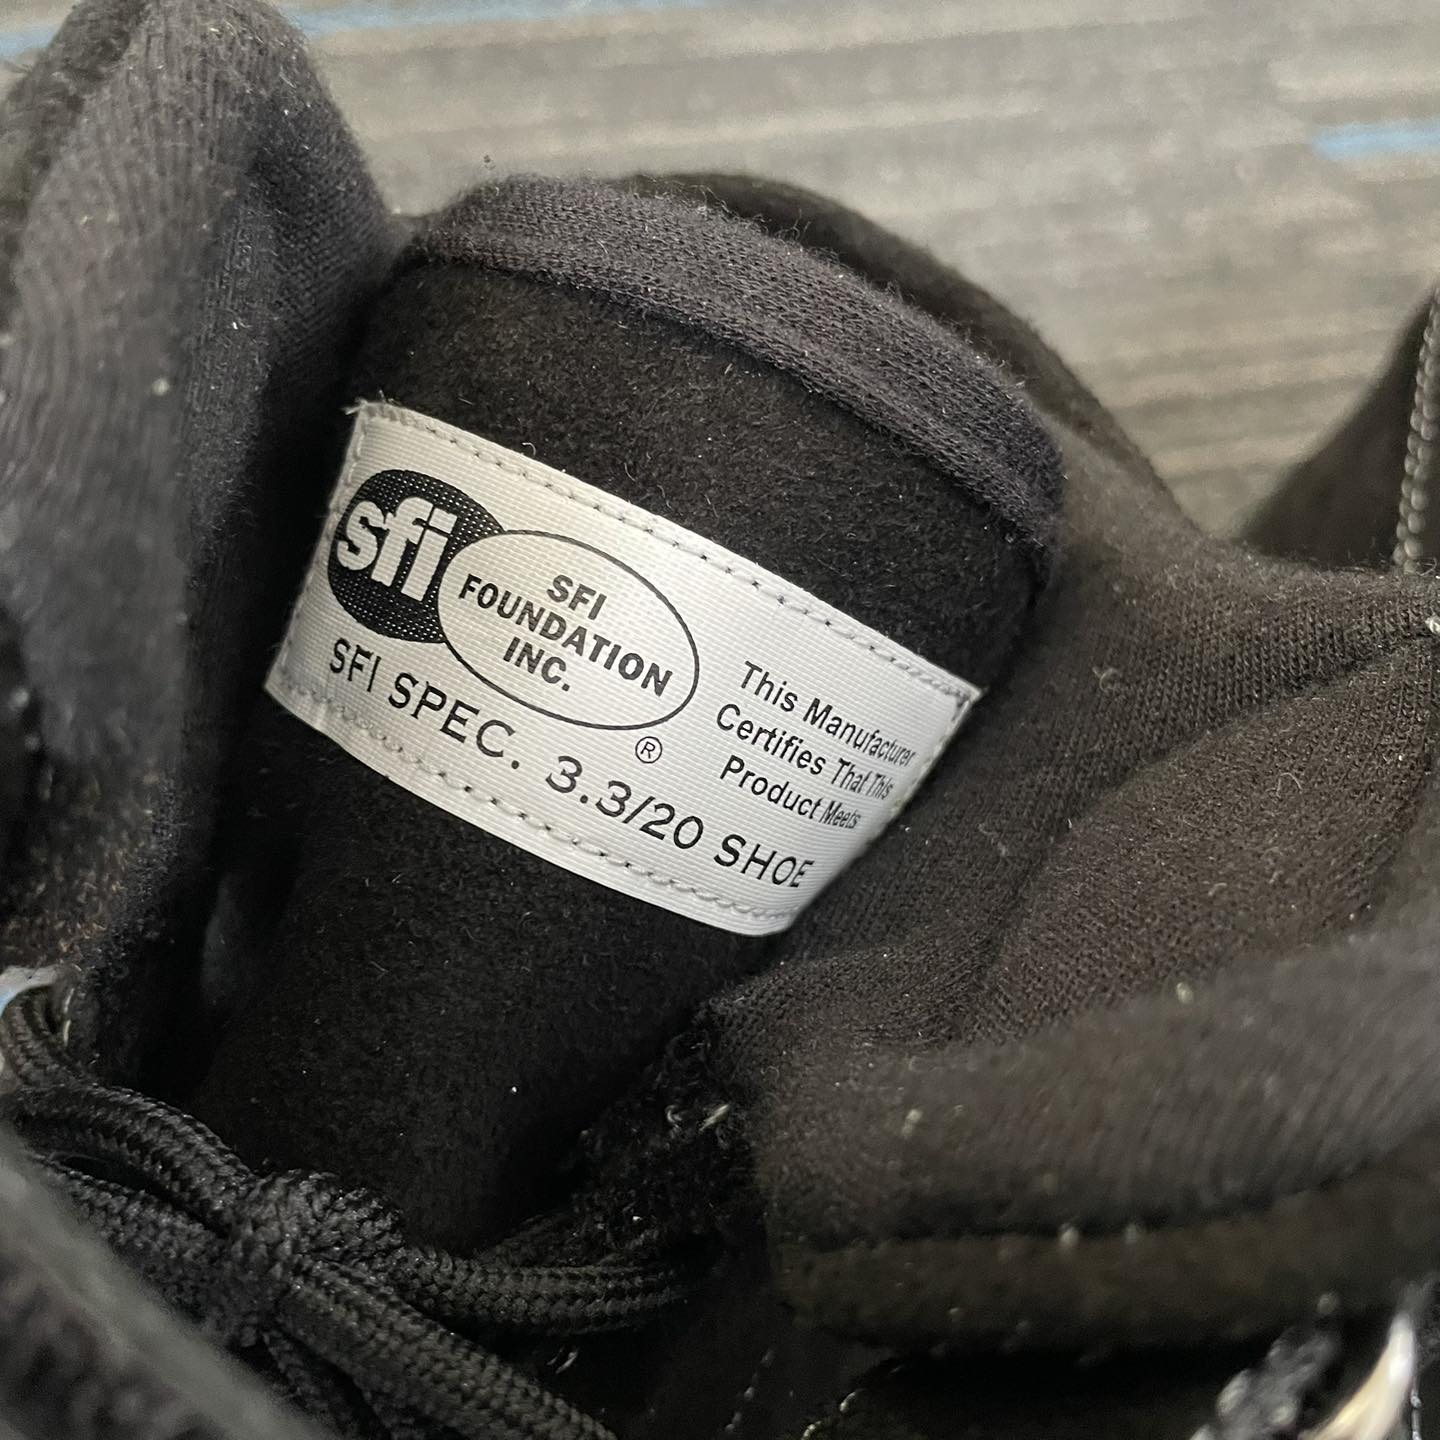 sfi
SFI
FOUNDATION
INC.
®
This Manufacturer
Certifies That This
Product Meets
SFI SPEC. 3.3/20 SHOE